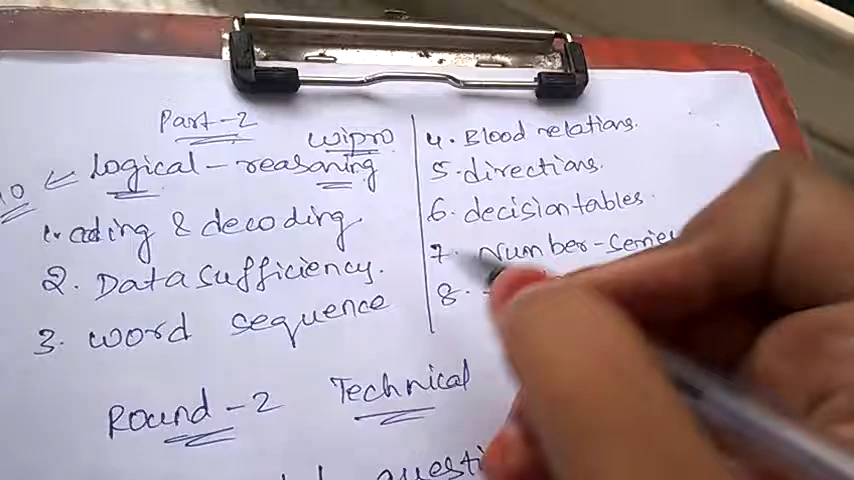 Part-2
wipro
10 ← Logical-reasoning
1. coding & decoding.
2. Data sufficiency.
3. word sequence
4. Blood relations.
5. directions.
6. decision tables.
7. Number-series
8.
Round-2 Technical
questi